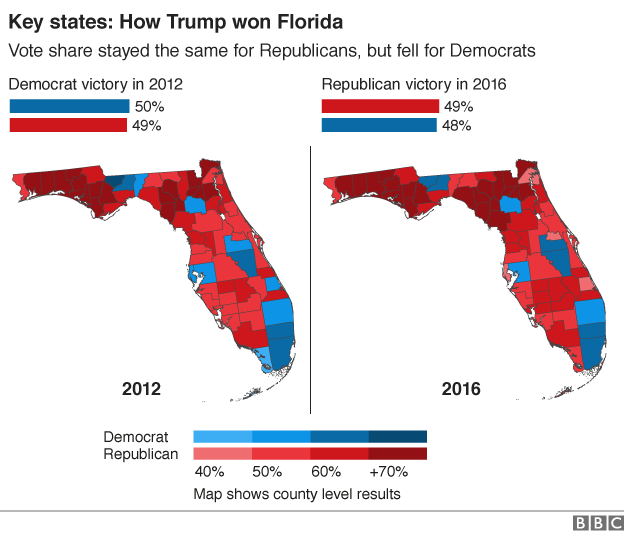 Key states: How Trump won Florida
Vote share stayed the same for Republicans, but fell for Democrats
Democrat victory in 2012
50%
49%
Republican victory in 2016
49%
48%
2012
2016
Democrat
Republican
40% 50% 60% +70%
Map shows county level results
BBC